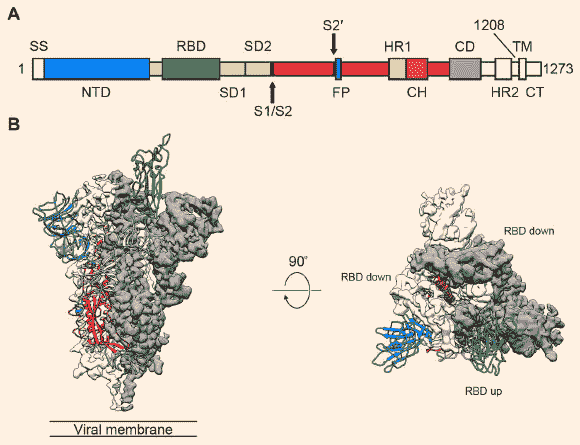 A
S2′
1208
SS
RBD
SD2
HR1
CD
TM
1
1273
NTD
SD1
FP
CH
HR2
CT
S1/S2
B
90°
RBD down
RBD down
RBD up
Viral membrane